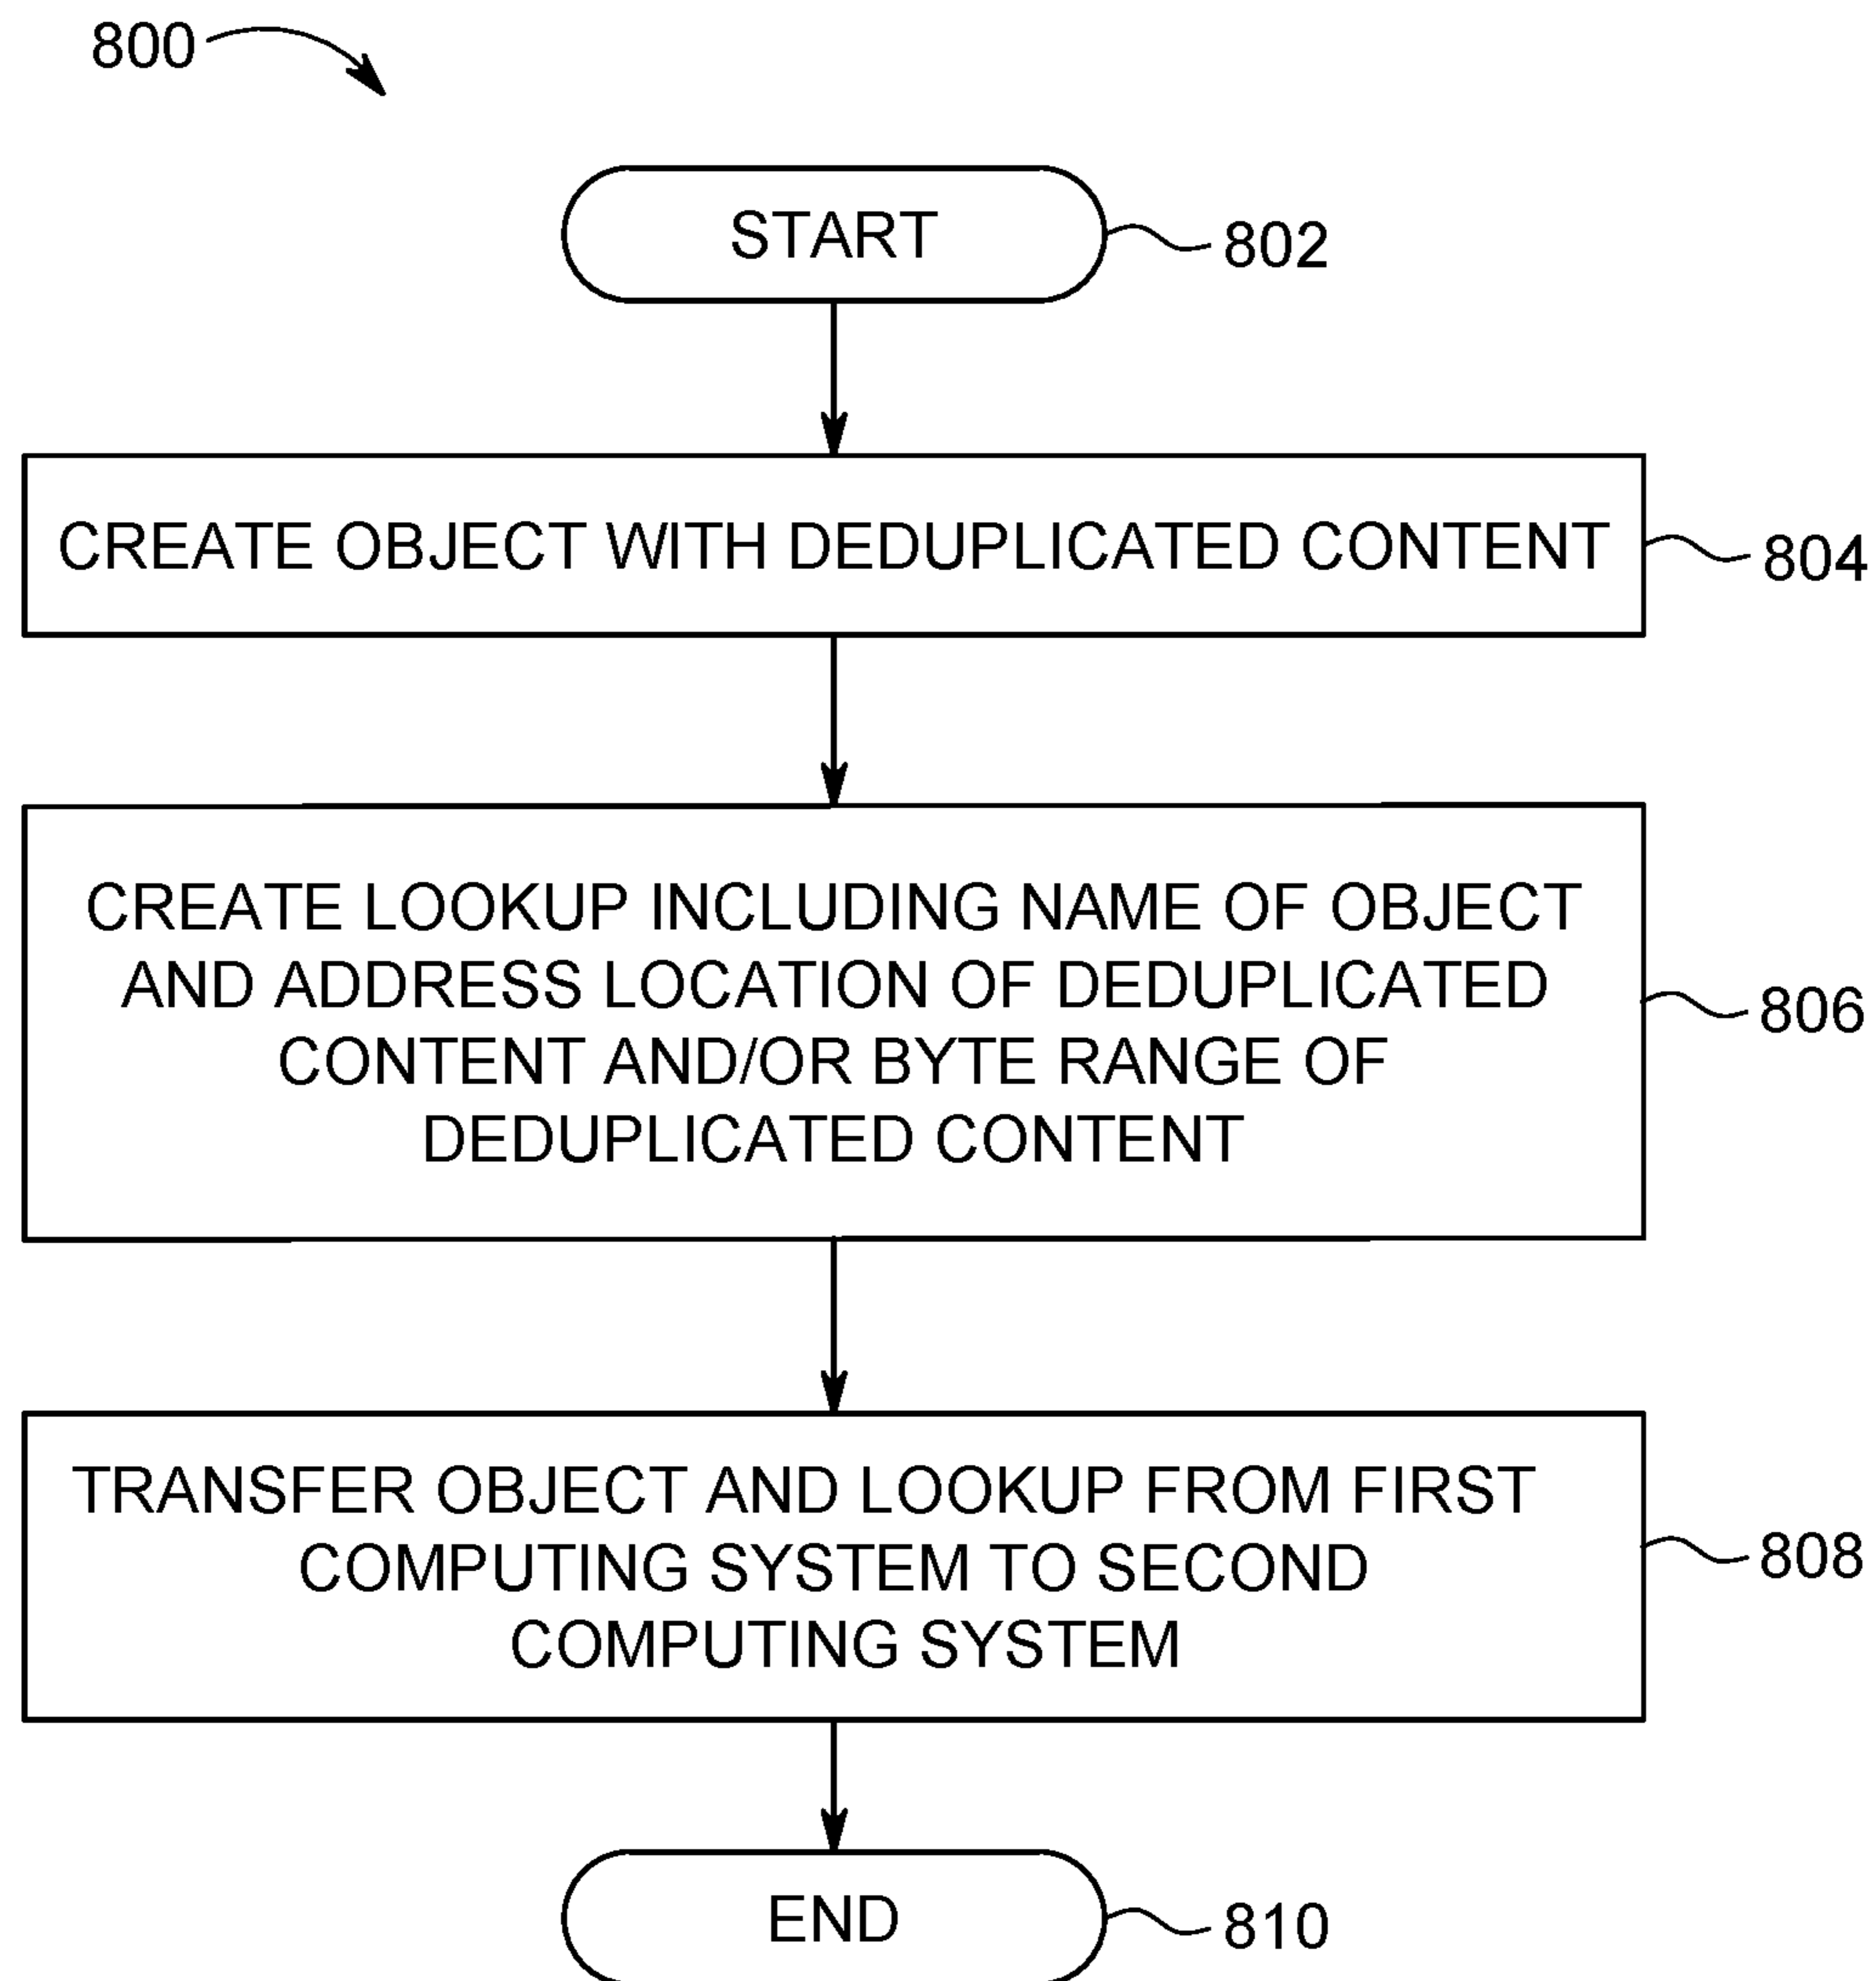 800
START
802
CREATE OBJECT WITH DEDUPLICATED CONTENT
804
CREATE LOOKUP INCLUDING NAME OF OBJECT
AND ADDRESS LOCATION OF DEDUPLICATED
CONTENT AND/OR BYTE RANGE OF
DEDUPLICATED CONTENT
806
TRANSFER OBJECT AND LOOKUP FROM FIRST
COMPUTING SYSTEM TO SECOND
COMPUTING SYSTEM
808
END
810